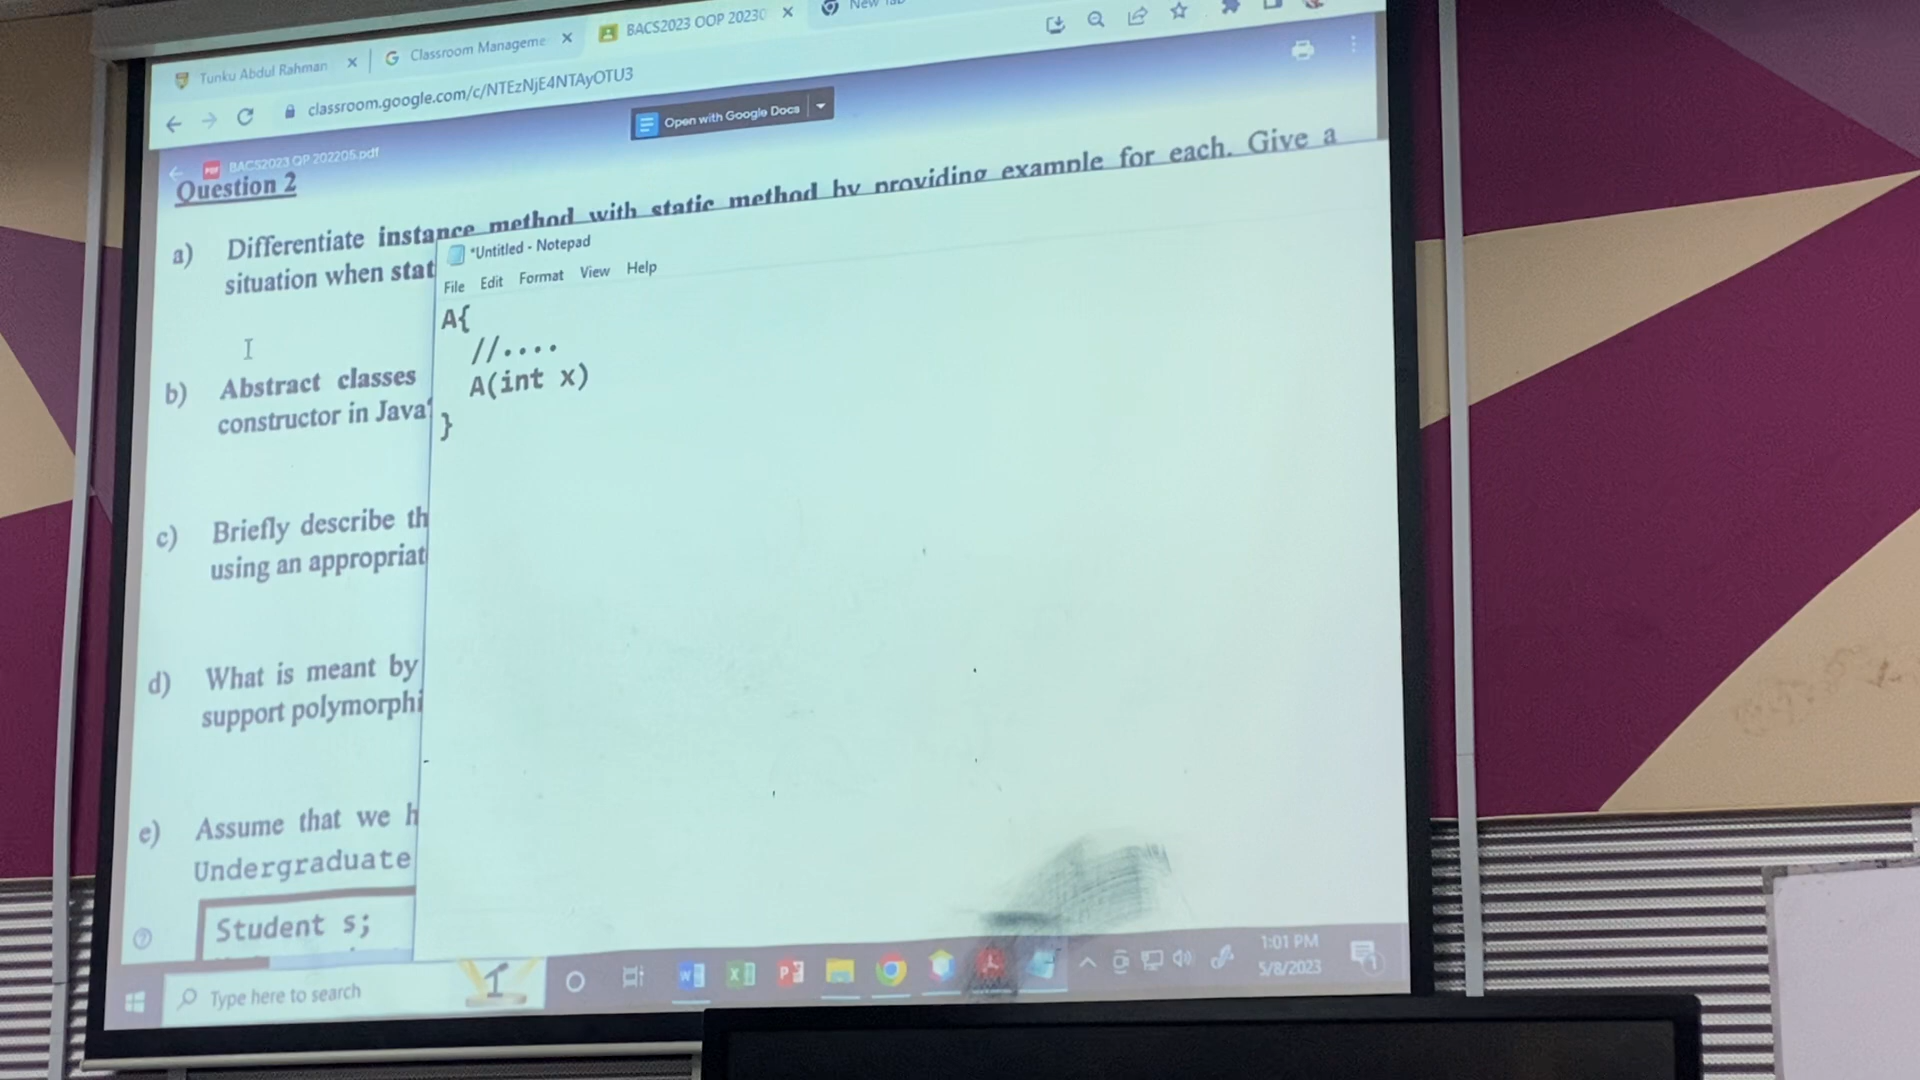 Tunku Abdul Rahman
Classroom Manageme
BACS2023 OOP 20230
New Tab
classroom.google.com/c/NTEzNjE4NTAyOTU3
Open with Google Docs
BACS2023 QP 202205.pdf
Question 2
a) Differentiate instance method with static method by providing example for each. Give a
situation when stat
b) Abstract classes
constructor in Java
c) Briefly describe th
using an appropriat
d) What is meant by
support polymorphi
e) Assume that we h
Undergraduate
Student s;
*Untitled - Notepad
File Edit Format View Help
A{
//....
A(int x)
}
Type here to search
1:01 PM
5/8/2023